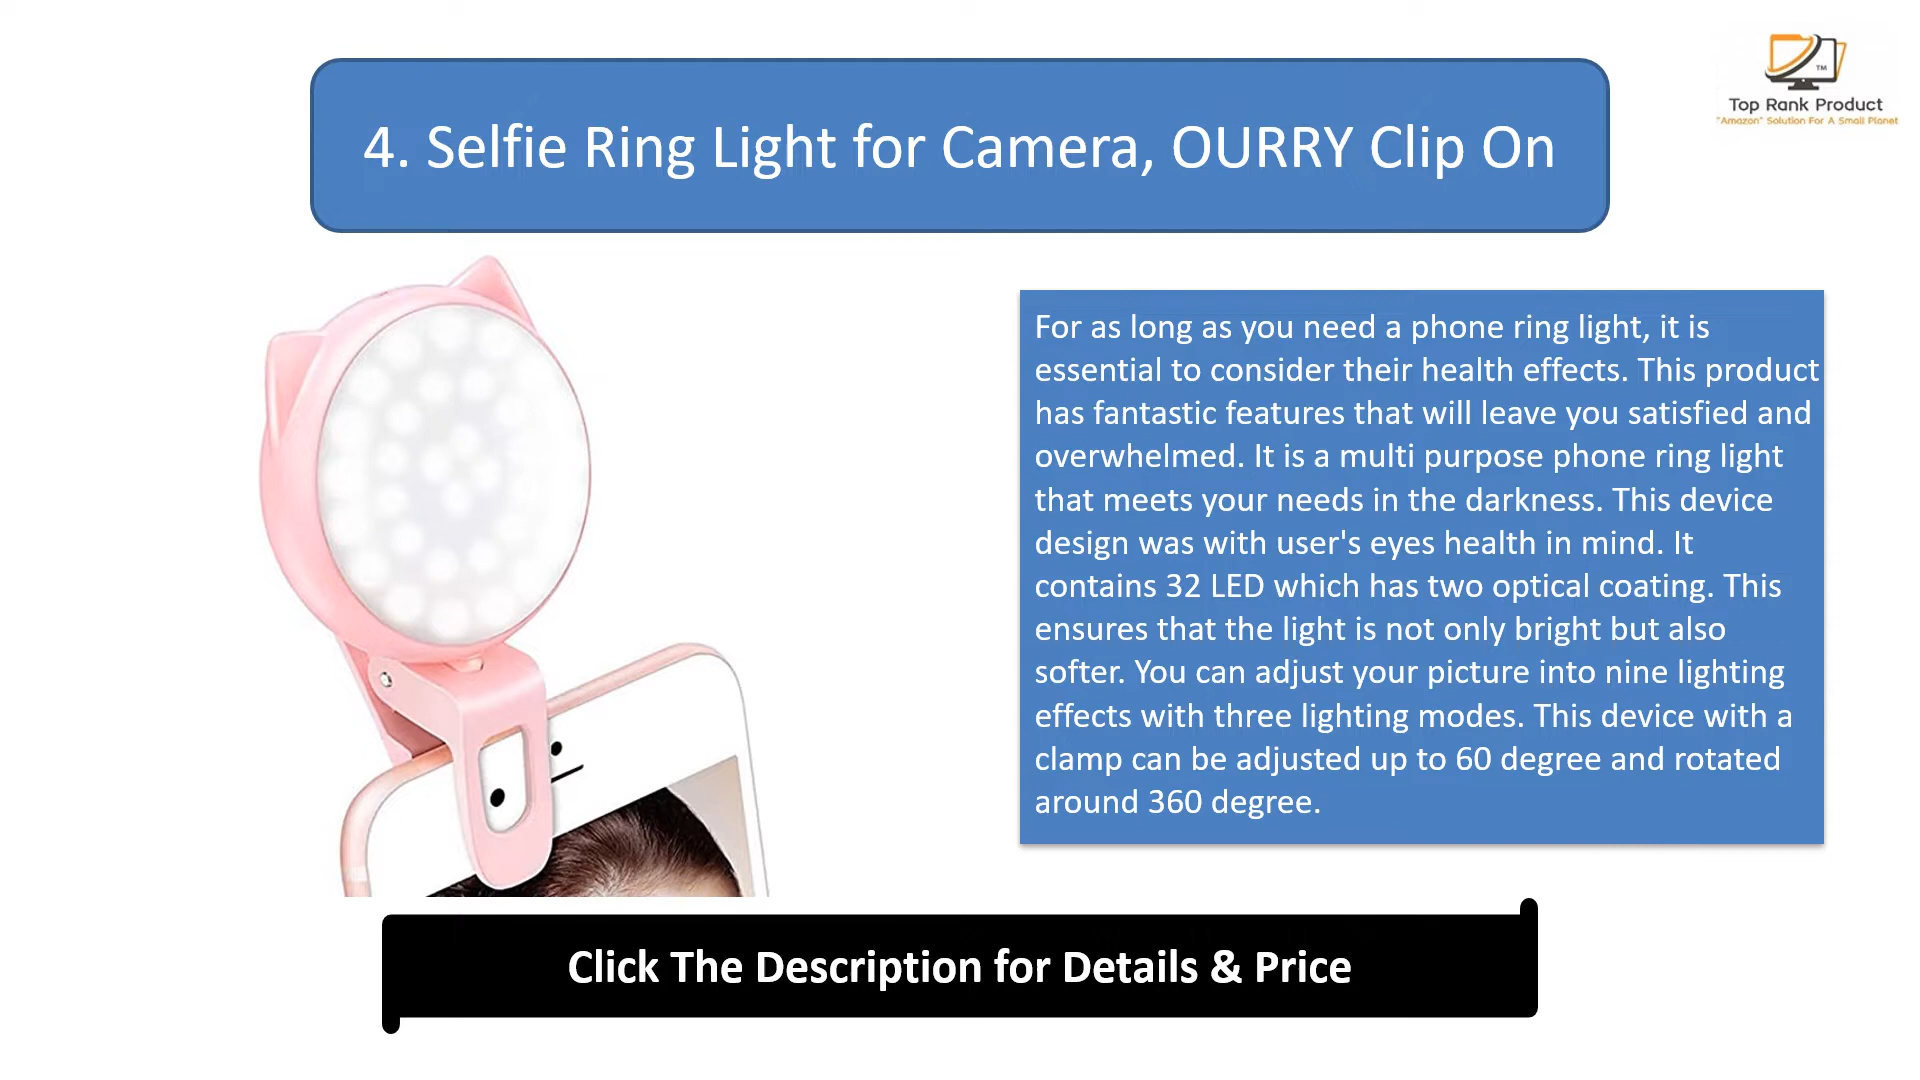 TM
Top Rank Product
"Amazon" Solution For A Small Planet
4. Selfie Ring Light for Camera, OURRY Clip On
For as long as you need a phone ring light, it is
essential to consider their health effects. This product
has fantastic features that will leave you satisfied and
overwhelmed. It is a multi purpose phone ring light
that meets your needs in the darkness. This device
design was with user's eyes health in mind. It
contains 32 LED which has two optical coating. This
ensures that the light is not only bright but also
softer. You can adjust your picture into nine lighting
effects with three lighting modes. This device with a
clamp can be adjusted up to 60 degree and rotated
around 360 degree.
Click The Description for Details & Price